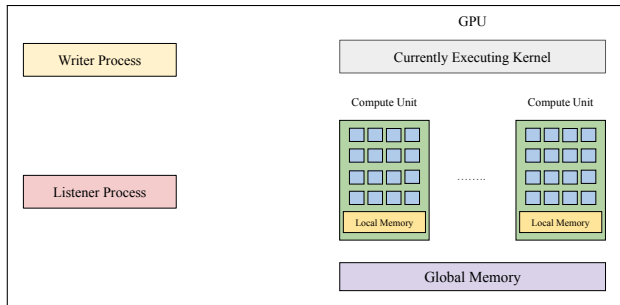 GPU
Writer Process
Currently Executing Kernel
Compute Unit
Compute Unit
Listener Process
........
Local Memory
Local Memory
Global Memory